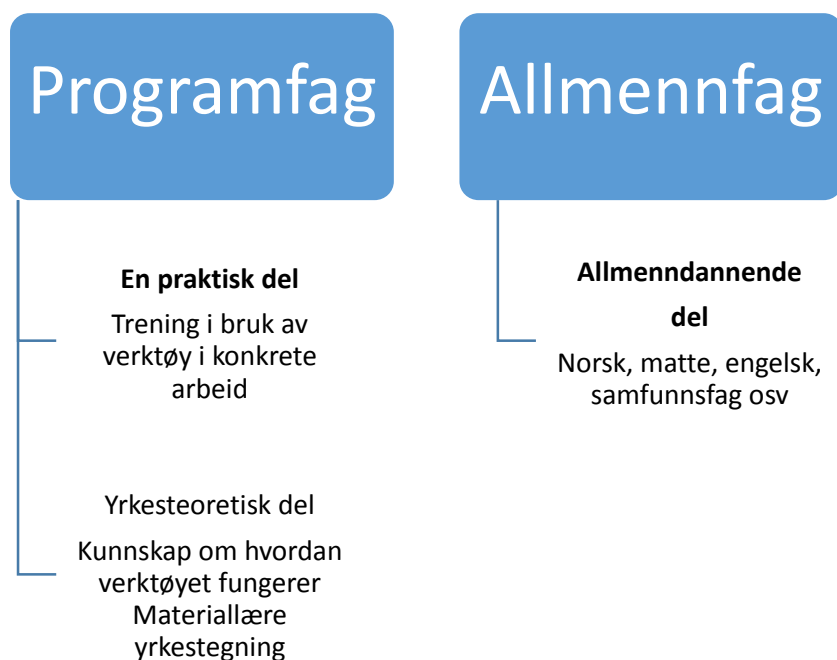 Programfag
En praktisk del
Trening i bruk av
verktøy i konkrete
arbeid
Yrkesteoretisk del
Kunnskap om hvordan
verktøyet fungerer
Materiallære
yrkestegning
Allmennfag
Allmenndannende
del
Norsk, matte, engelsk,
samfunnsfag osv